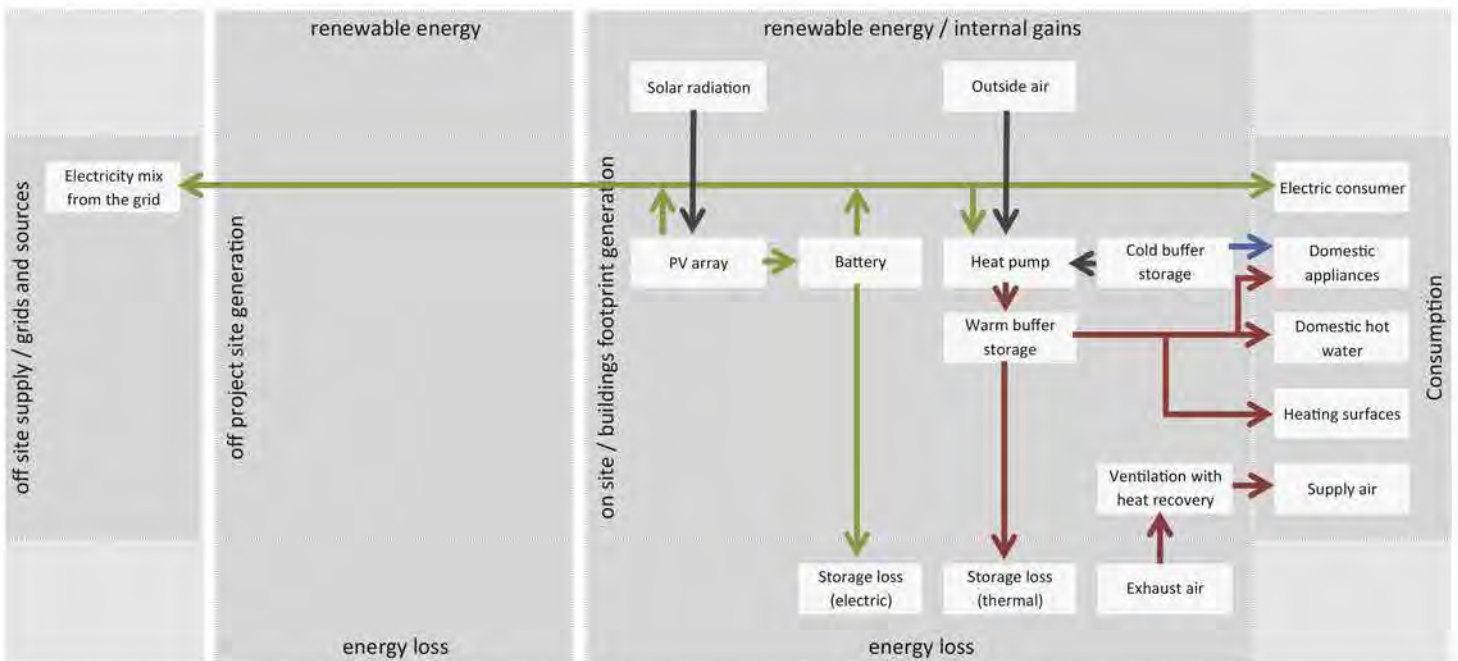 renewable energy
renewable energy / internal gains
Solar radiation
Outside air
off site supply / grids and sources
Electricity mix
from the grid
off project site generation
on site / buildings footprint generation
Electric consumer
PV array
Battery
Heat pump
Cold buffer
storage
Domestic
appliances
Warm buffer
storage
Domestic hot
water
Consumption
Heating surfaces
Ventilation with
heat recovery
Supply air
Storage loss
(electric)
Storage loss
(thermal)
Exhaust air
energy loss
energy loss